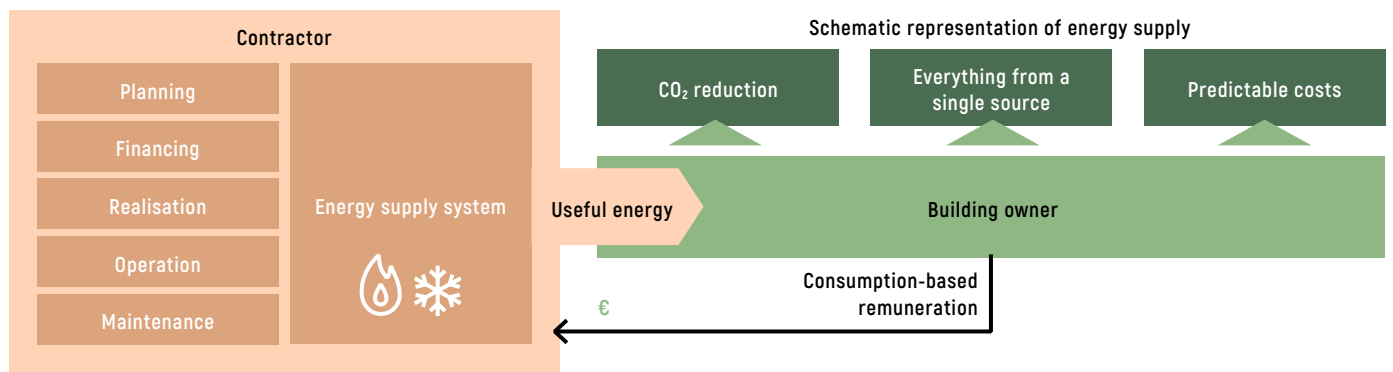 Contractor
Planning
Financing
Realisation
Operation
Maintenance
Energy supply system
Useful energy
Schematic representation of energy supply
CO₂ reduction
Everything from a
single source
Predictable costs
Building owner
Consumption-based
remuneration
€